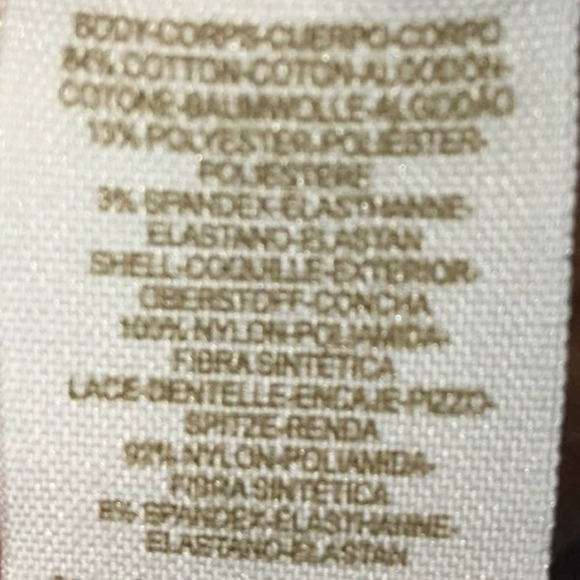 BODY-CORPS-CUERPO-CORPO
84% COTTON-COTON-ALGODÓN-
COTONE-BAUMWOLLE-ALGODÃO
13% POLYESTER-POLIÉSTER-
POLIESTERE
3% SPANDEX-ÉLASTHANNE-
ELASTANO-ELASTAN
SHELL-COQUILLE-EXTERIOR-
OBERSTOFF-CONCHA
100% NYLON-POLIAMIDA-
FIBRA SINTÉTICA
LACE-DENTELLE-ENCAJE-PIZZO-
SPITZE-RENDA
92% NYLON-POLIAMIDA-
FIBRA SINTÉTICA
8% SPANDEX-ÉLASTHANNE-
ELASTANO-ELASTAN